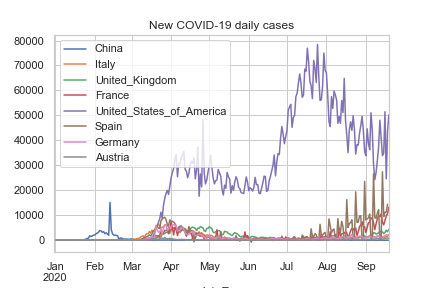 New COVID-19 daily cases
80000
70000
60000
50000
40000
30000
20000
10000
0
China
Italy
United_Kingdom
France
United_States_of_America
Spain
Germany
Austria
Jan Feb Mar Apr May Jun Jul Aug Sep
2020